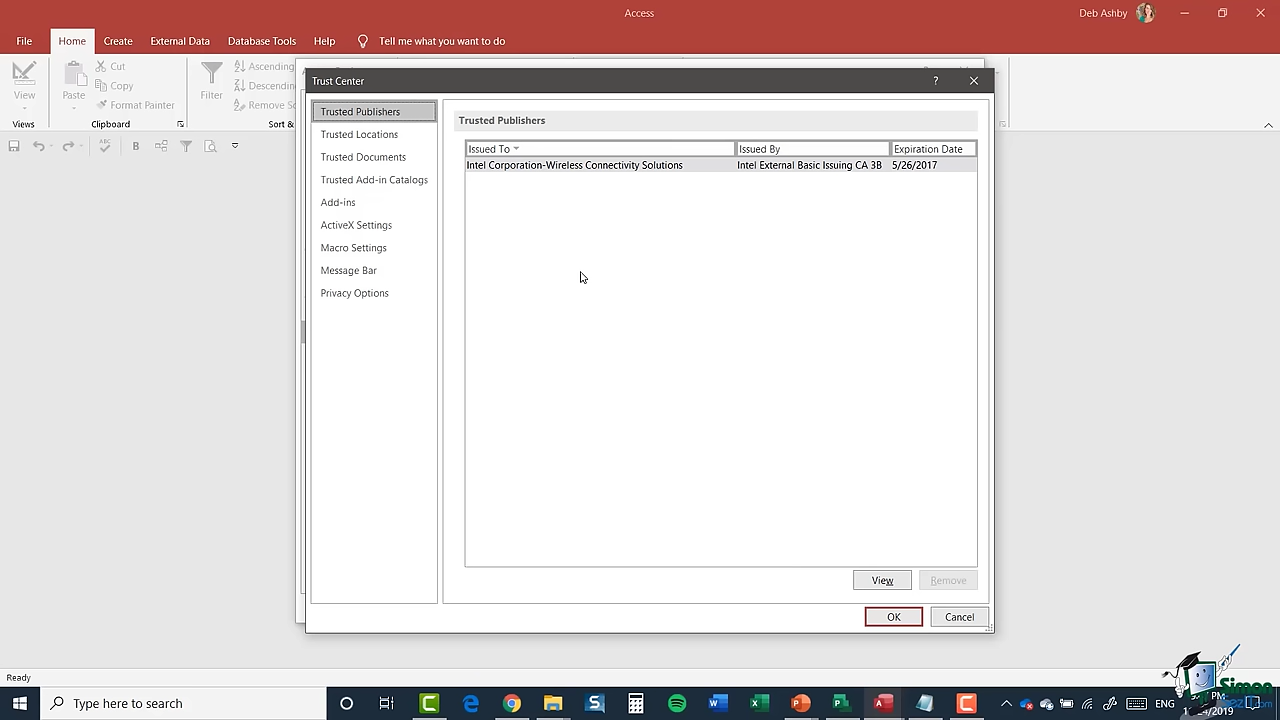 Access
Deb Ashby
File Home Create External Data Database Tools Help Tell me what you want to do
View
Views
Paste
Cut
Copy
Format Painter
Clipboard
Filter
Ascending
Descending
Remove
Sort &
Trust Center
?
Trusted Publishers
Trusted Locations
Trusted Documents
Trusted Add-in Catalogs
Add-ins
ActiveX Settings
Macro Settings
Message Bar
Privacy Options
Trusted Publishers
Issued To Issued By Expiration Date
Intel Corporation-Wireless Connectivity Solutions Intel External Basic Issuing CA 3B 5/26/2017
View Remove
OK Cancel
Ready
Type here to search
ENG
PM
/2019
Simon